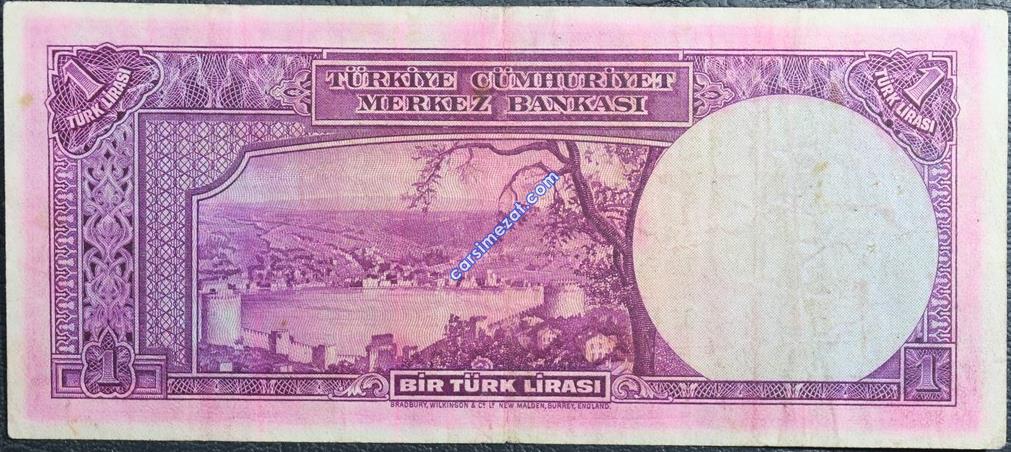 1
TÜRK LİRASI
TÜRKİYE CÜMHURİYET
MERKEZ BANKASI
1
TÜRK LİRASI
carsimezat.com
1
BİR TÜRK LİRASI
1
BRADBURY, WILKINSON & Cº Lᵈ NEW MALDEN, SURREY, ENGLAND.